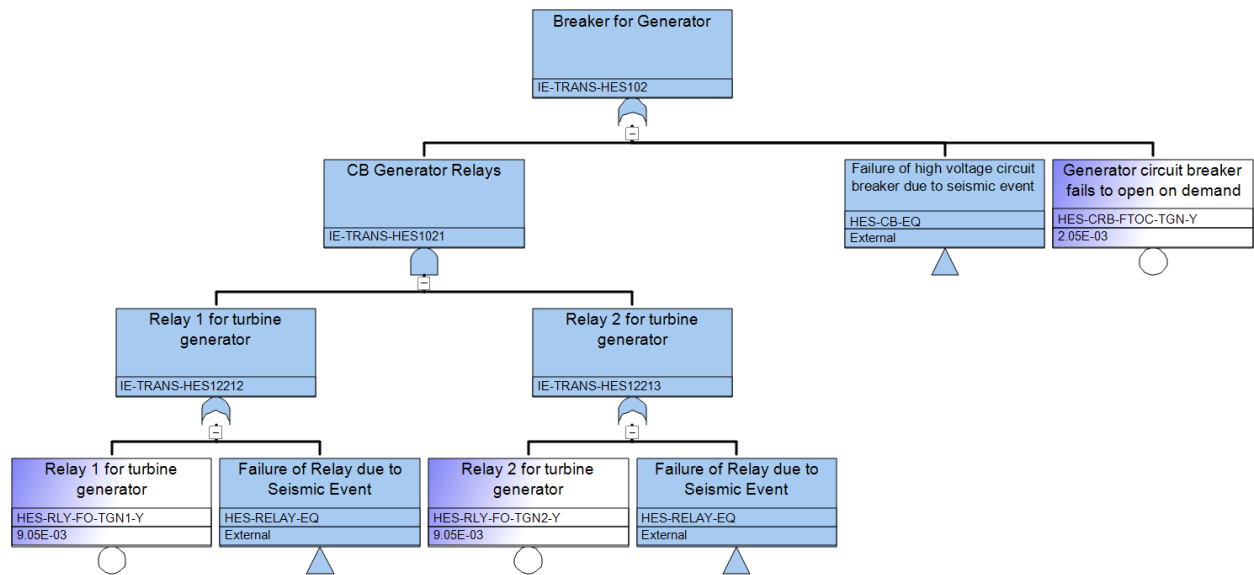 Breaker for Generator
IE-TRANS-HES102
CB Generator Relays
IE-TRANS-HES1021
Failure of high voltage circuit
breaker due to seismic event
HES-CB-EQ
External
Generator circuit breaker
fails to open on demand
HES-CRB-FTOC-TGN-Y
2.05E-03
Relay 1 for turbine
generator
IE-TRANS-HES12212
Relay 2 for turbine
generator
IE-TRANS-HES12213
Relay 1 for turbine
generator
HES-RLY-FO-TGN1-Y
9.05E-03
Failure of Relay due to
Seismic Event
HES-RELAY-EQ
External
Relay 2 for turbine
generator
HES-RLY-FO-TGN2-Y
9.05E-03
Failure of Relay due to
Seismic Event
HES-RELAY-EQ
External